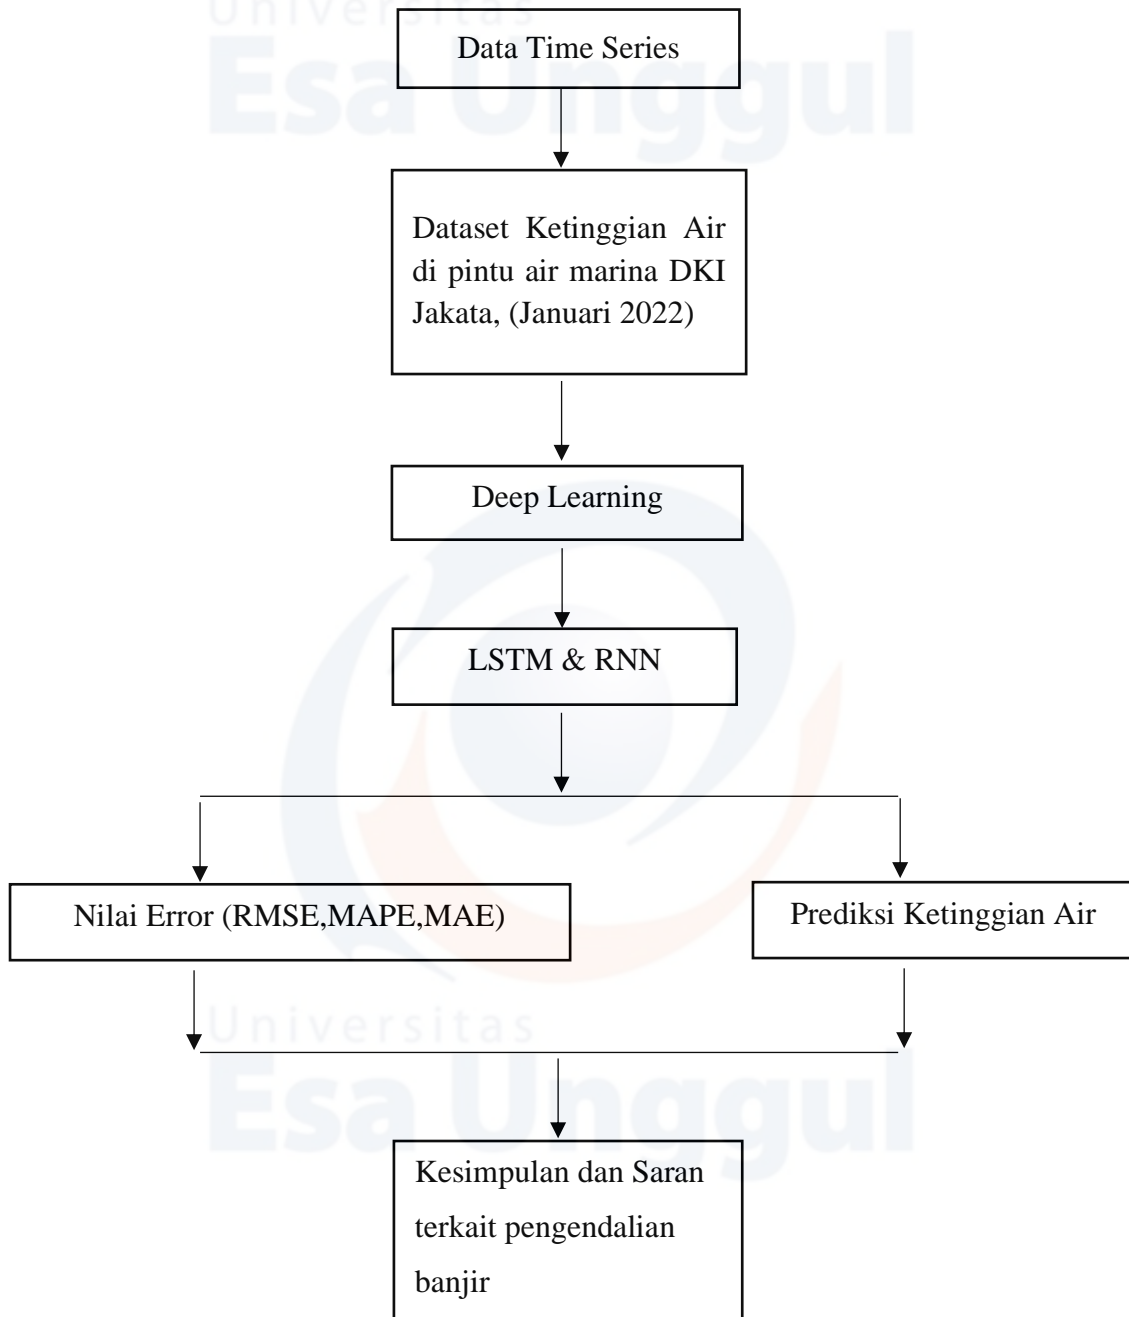 Universitas
Esa Unggul
Data Time Series
Dataset Ketinggian Air
di pintu air marina DKI
Jakata, (Januari 2022)
Deep Learning
LSTM & RNN
Nilai Error (RMSE,MAPE,MAE)
Prediksi Ketinggian Air
Universitas
Esa Unggul
Kesimpulan dan Saran
terkait pengendalian
banjir